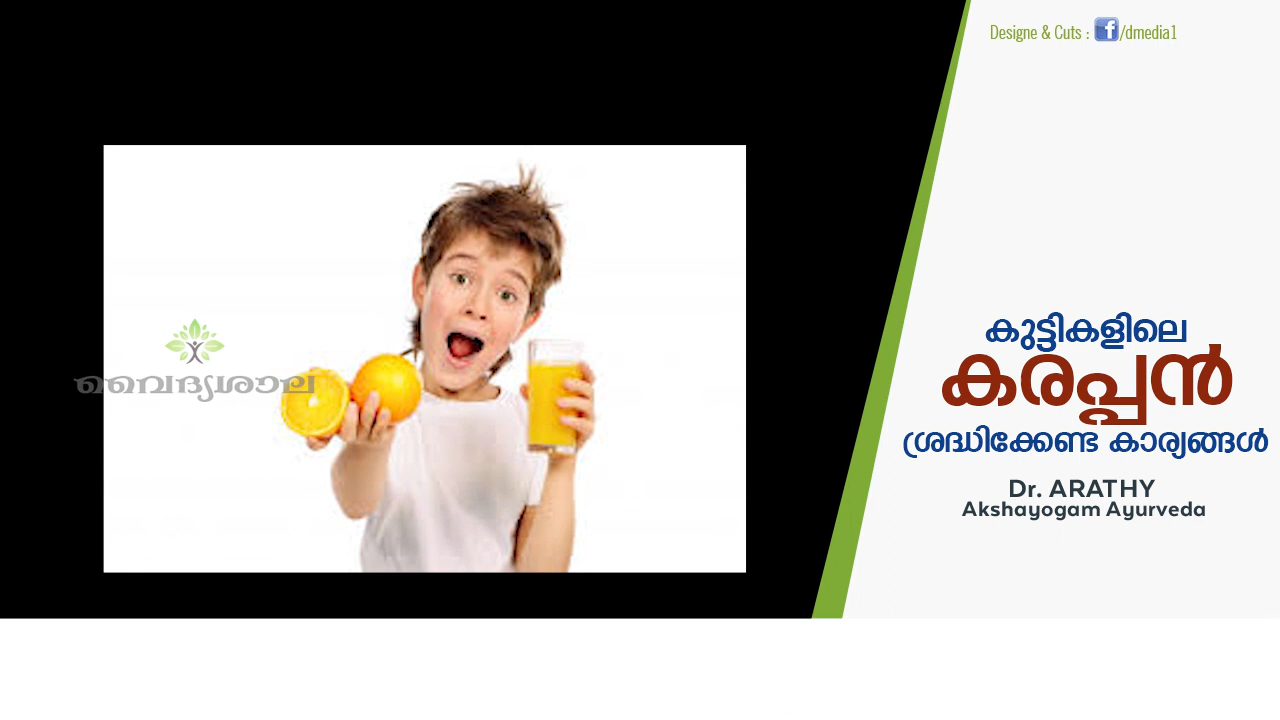 Designe & Cuts : f/dmedia1
വൈദ്യശാല
കുട്ടികളിലെ
കരപ്പൻ
ശ്രദ്ധിക്കേണ്ട കാര്യങ്ങൾ
Dr. ARATHY
Akshayogam Ayurveda